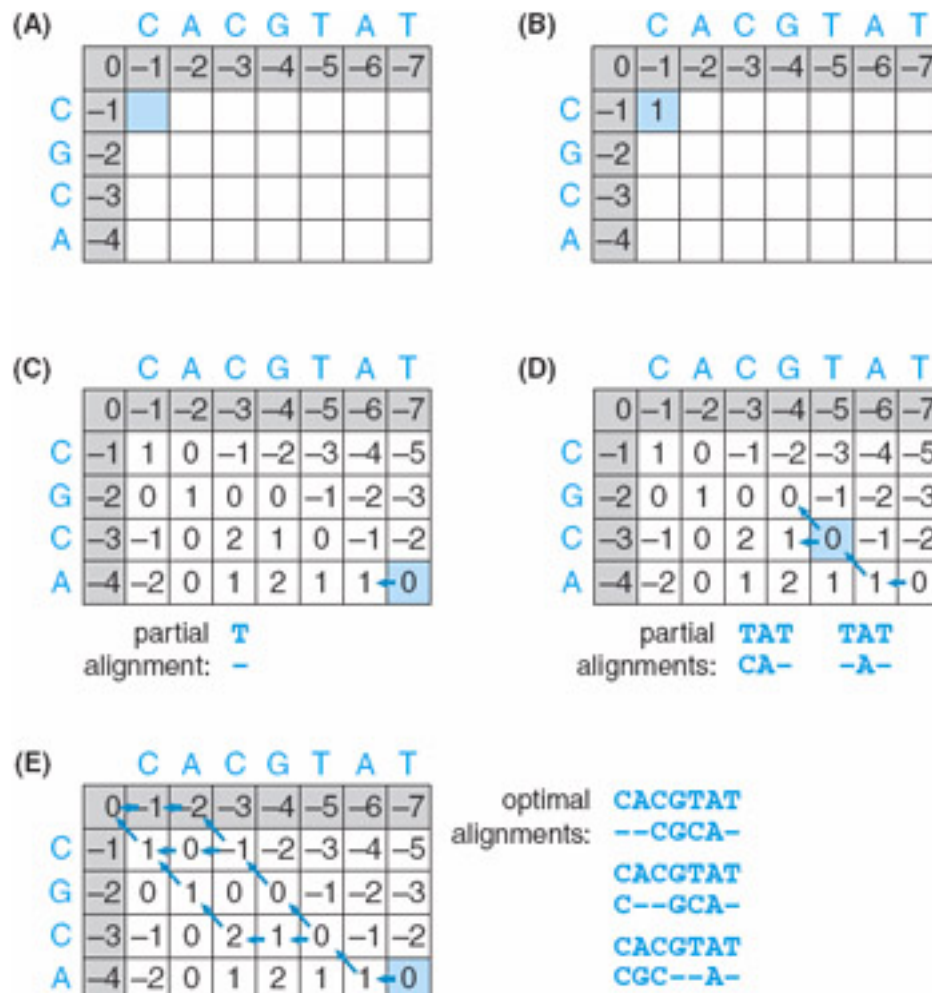 (A)
C A C G T A T
0 –1 –2 –3 –4 –5 –6 –7
C –1
G –2
C –3
A –4
(B)
C A C G T A T
0 –1 –2 –3 –4 –5 –6 –7
C –1 1
G –2
C –3
A –4
(C)
C A C G T A T
0 –1 –2 –3 –4 –5 –6 –7
C –1 1 0 –1 –2 –3 –4 –5
G –2 0 1 0 0 –1 –2 –3
C –3 –1 0 2 1 0 –1 –2
A –4 –2 0 1 2 1 1 0
partial T
alignment: –
(D)
C A C G T A T
0 –1 –2 –3 –4 –5 –6 –7
C –1 1 0 –1 –2 –3 –4 –5
G –2 0 1 0 0 –1 –2 –3
C –3 –1 0 2 1 0 –1 –2
A –4 –2 0 1 2 1 1 0
partial TAT TAT
alignments: CA– –A–
(E)
C A C G T A T
0 –1 –2 –3 –4 –5 –6 –7
C –1 1 0 –1 –2 –3 –4 –5
G –2 0 1 0 0 –1 –2 –3
C –3 –1 0 2 1 0 –1 –2
A –4 –2 0 1 2 1 1 0
optimal CACGTAT
alignments: --CGCA-
CACGTAT
C--GCA-
CACGTAT
CGC--A-